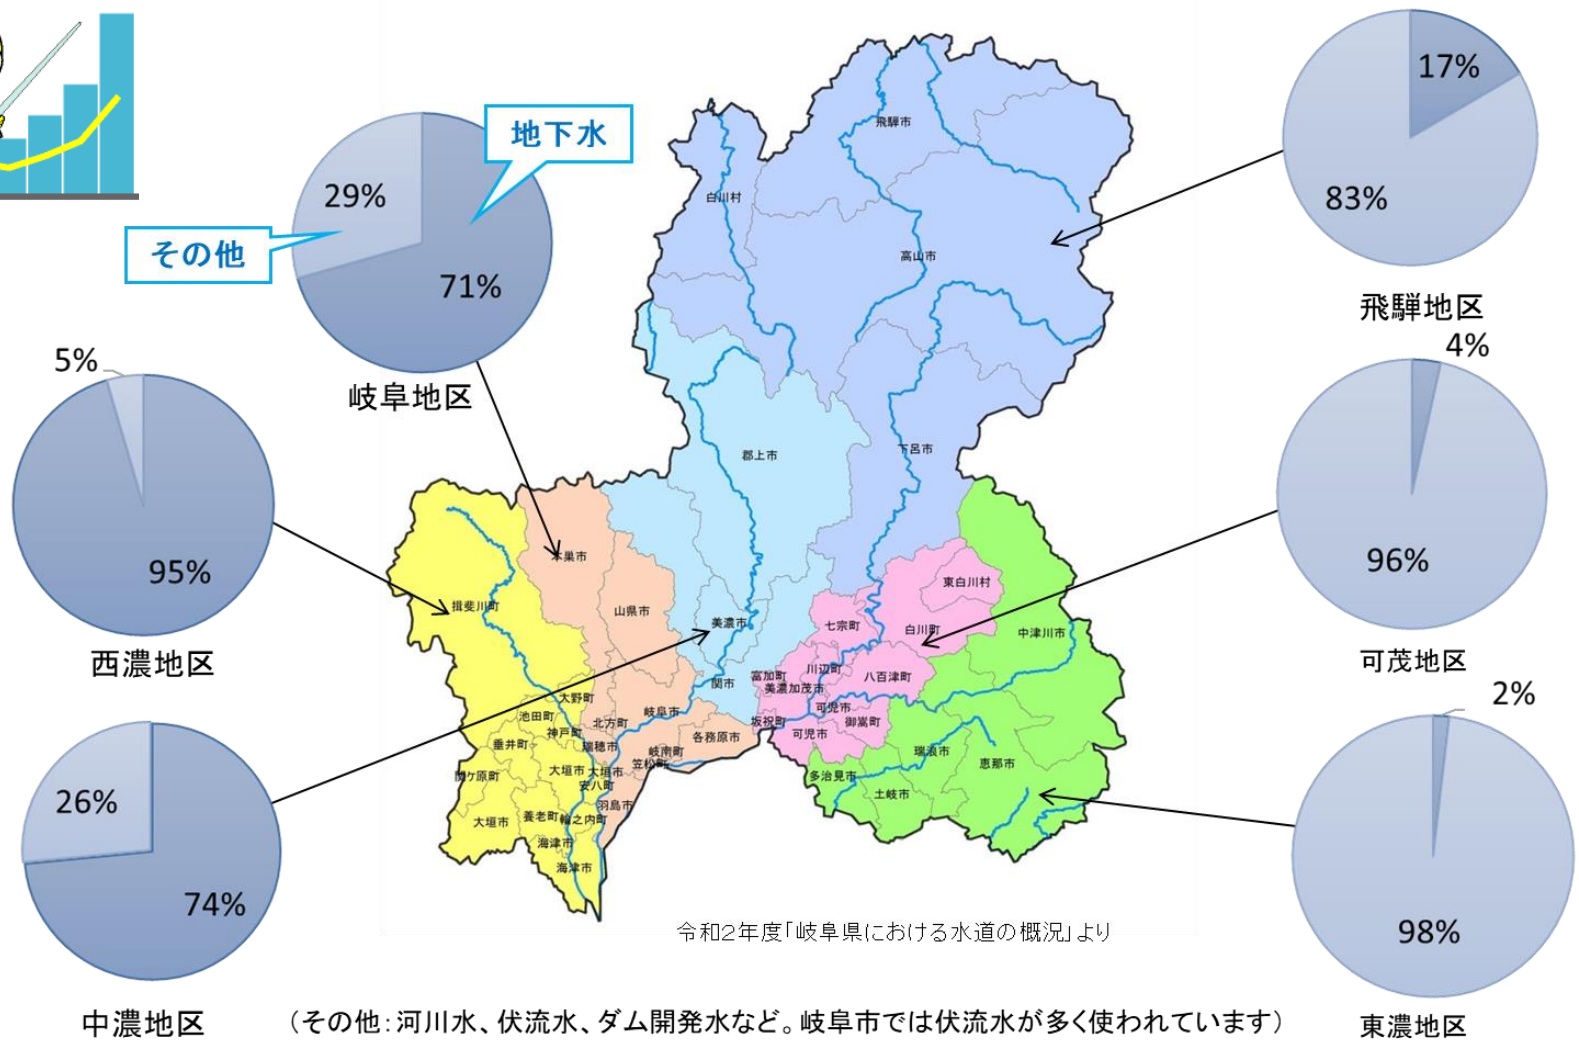 地下水
その他
29%
71%
岐阜地区
17%
83%
飛騨地区
5%
95%
西濃地区
4%
96%
可茂地区
26%
74%
中濃地区
2%
98%
東濃地区
飛騨市
白川村
高山市
下呂市
郡上市
本巣市
山県市
揖斐川町
美濃市
関市
東白川村
七宗町
白川町
中津川市
川辺町
富加町
美濃加茂市
八百津町
可児市
坂祝町
御嵩町
可児市
大野町
池田町
神戸町
北方町
岐阜市
各務原市
垂井町
瑞穂市
岐南町
笠松町
関ケ原町
大垣市
大垣市
安八町
羽島市
大垣市
養老町
輪之内町
海津市
海津市
多治見市
瑞浪市
恵那市
土岐市
令和2年度「岐阜県における水道の概況」より
（その他：河川水、伏流水、ダム開発水など。岐阜市では伏流水が多く使われています）